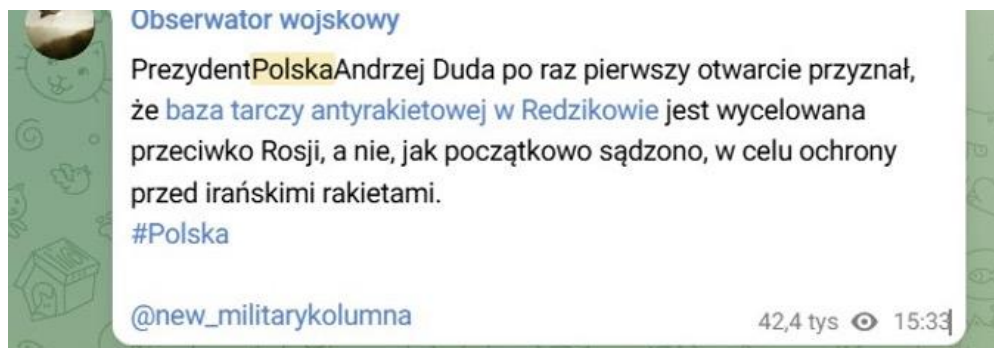 Obserwator wojskowy
PrezydentPolskaAndrzej Duda po raz pierwszy otwarcie przyznał,
że baza tarczy antyrakietowej w Redzikowie jest wycelowana
przeciwko Rosji, a nie, jak początkowo sądzono, w celu ochrony
przed irańskimi rakietami.
#Polska
@new_militarykolumna
42,4 tys 15:33